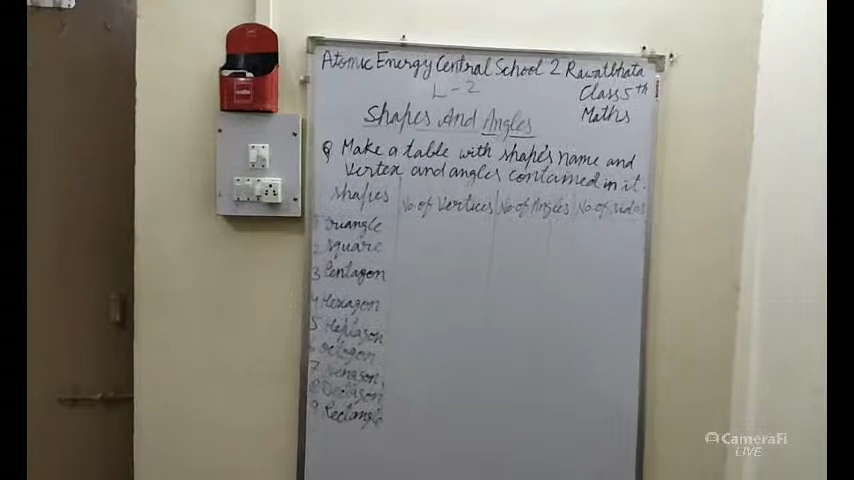 Atomic Energy Central School 2 Rawatbhata
L-2
Class 5th
Shapes And Angles
Maths
Q Make a table with shape's name and
vertex and angles contained in it.
shapes No. of Vertices No. of Angles No. of sides
1 Triangle
2 Square
3 Pentagon
4 Hexagon
5 Heptagon
6 Octogon
7 Nenagon
8 Decagon
9 Rectangle
CameraFi
LIVE